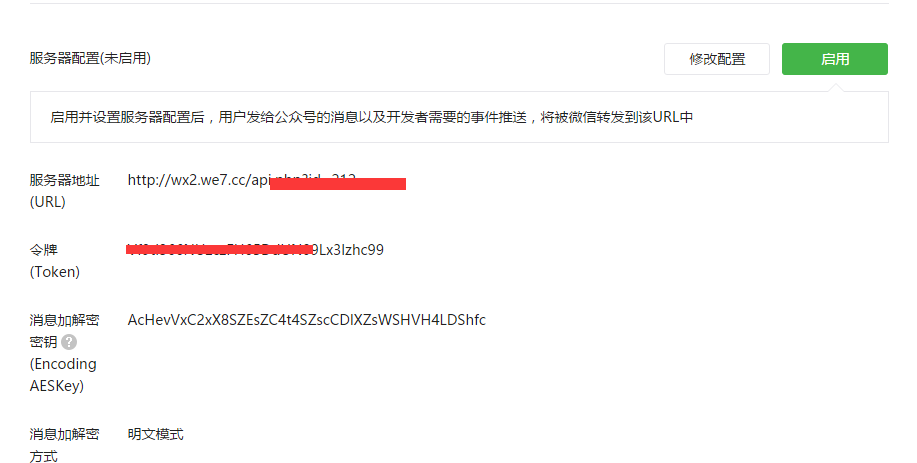 服务器配置(未启用)
修改配置
启用
启用并设置服务器配置后，用户发给公众号的消息以及开发者需要的事件推送，将被微信转发到该URL中
服务器地址
(URL)
http://wx2.we7.cc/api
令牌
(Token)
9Lx3Izhc99
消息加解密
密钥 ?
(Encoding
AESKey)
AcHevVxC2xX8SZEsZC4t4SZscCDIXZsWSHVH4LDShfc
消息加解密
方式
明文模式